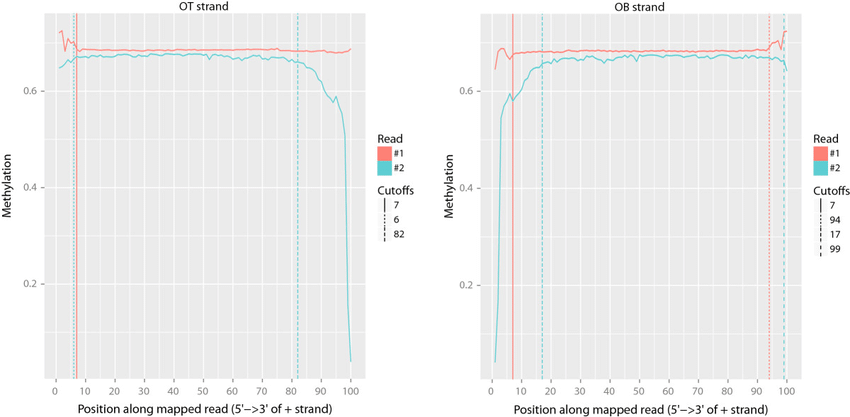 OT strand
Methylation
0.6
0.4
0.2
0 10 20 30 40 50 60 70 80 90 100
Position along mapped read (5'−>3' of + strand)
Read
#1
#2
Cutoffs
7
6
82
OB strand
Methylation
0.6
0.4
0.2
0 10 20 30 40 50 60 70 80 90 100
Position along mapped read (5'−>3' of + strand)
Read
#1
#2
Cutoffs
7
94
17
99